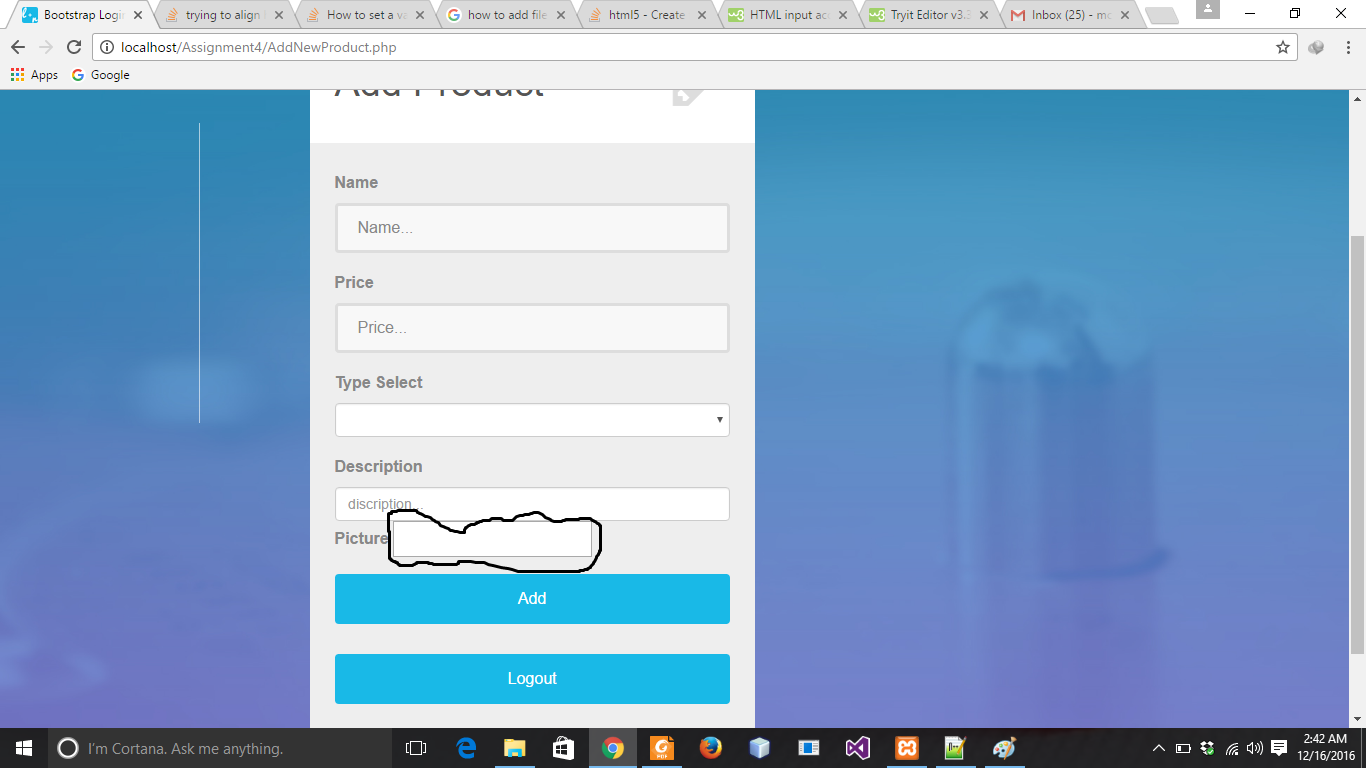 Bootstrap Logi
trying to align
How to set a va
how to add file
html5 - Create
HTML input ac
Tryit Editor v3.
Inbox (25) - mo
localhost/Assignment4/AddNewProduct.php
Apps
Google
Add Product
Name
Name...
Price
Price...
Type Select
Description
discription...
Picture
Add
Logout
I'm Cortana. Ask me anything.
PDF
2:42 AM
12/16/2016